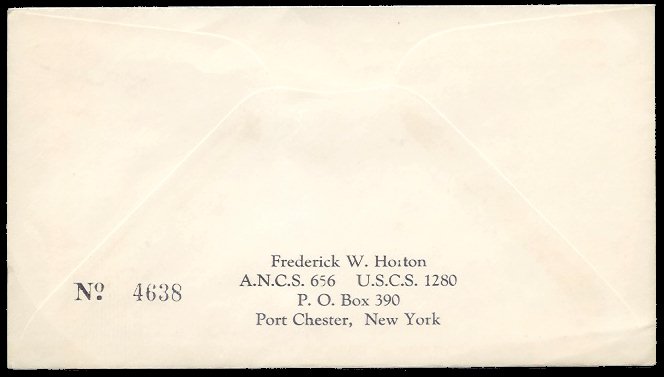 Frederick W. Horton
A.N.C.S. 656 U.S.C.S. 1280
P. O. Box 390
Port Chester, New York
Nº 4638